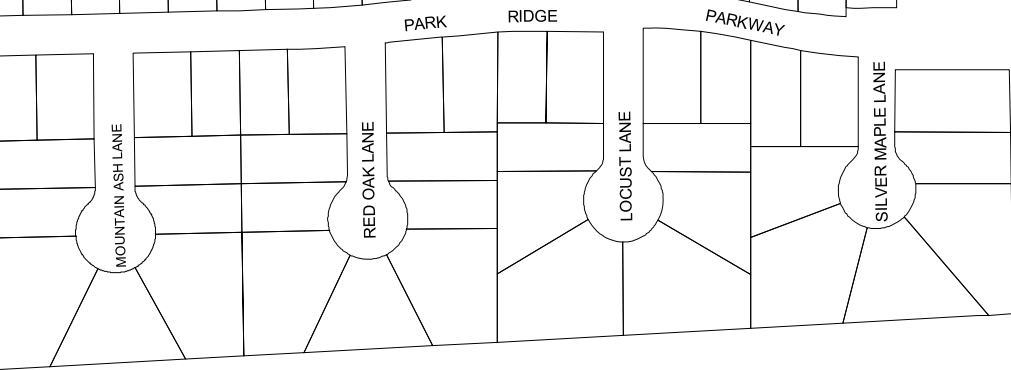 PARK RIDGE PARKWAY
MOUNTAIN ASH LANE
RED OAK LANE
LOCUST LANE
SILVER MAPLE LANE